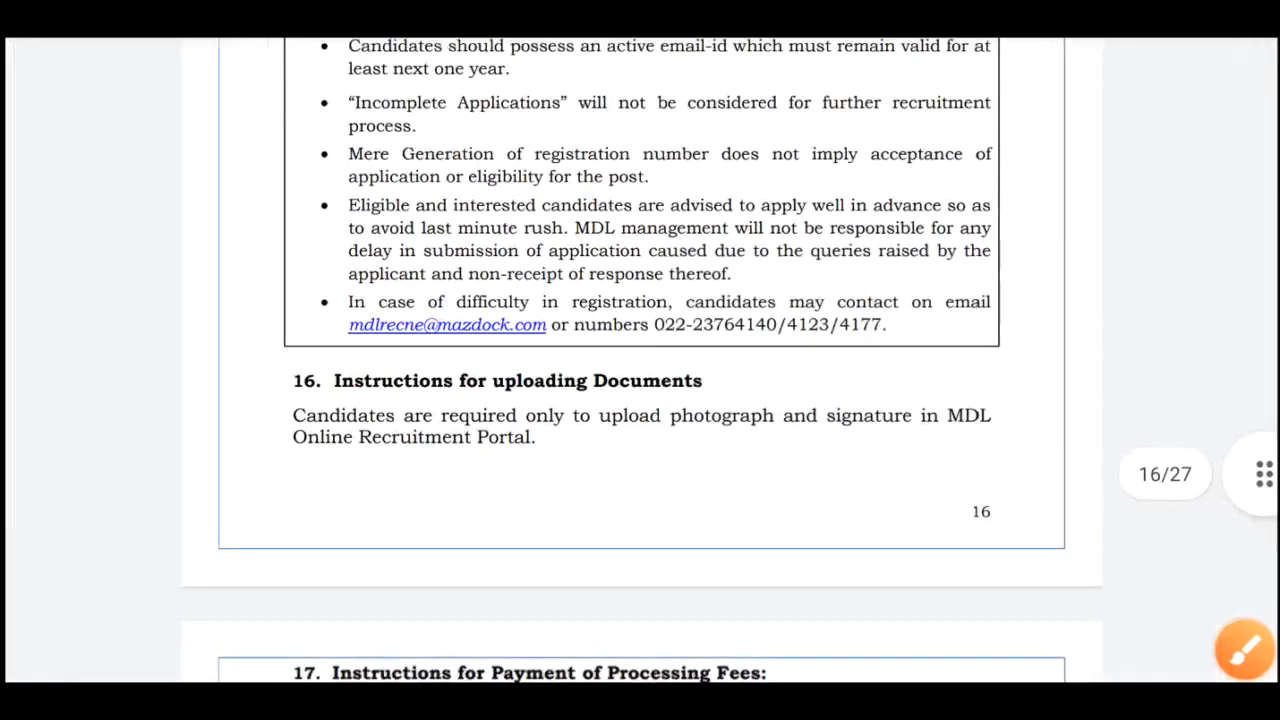 • Candidates should possess an active email-id which must remain valid for at
least next one year.
• “Incomplete Applications” will not be considered for further recruitment
process.
• Mere Generation of registration number does not imply acceptance of
application or eligibility for the post.
• Eligible and interested candidates are advised to apply well in advance so as
to avoid last minute rush. MDL management will not be responsible for any
delay in submission of application caused due to the queries raised by the
applicant and non-receipt of response thereof.
• In case of difficulty in registration, candidates may contact on email
mdlrecne@mazdock.com or numbers 022-23764140/4123/4177.
16. Instructions for uploading Documents
Candidates are required only to upload photograph and signature in MDL
Online Recruitment Portal.
16/27
16
17. Instructions for Payment of Processing Fees: